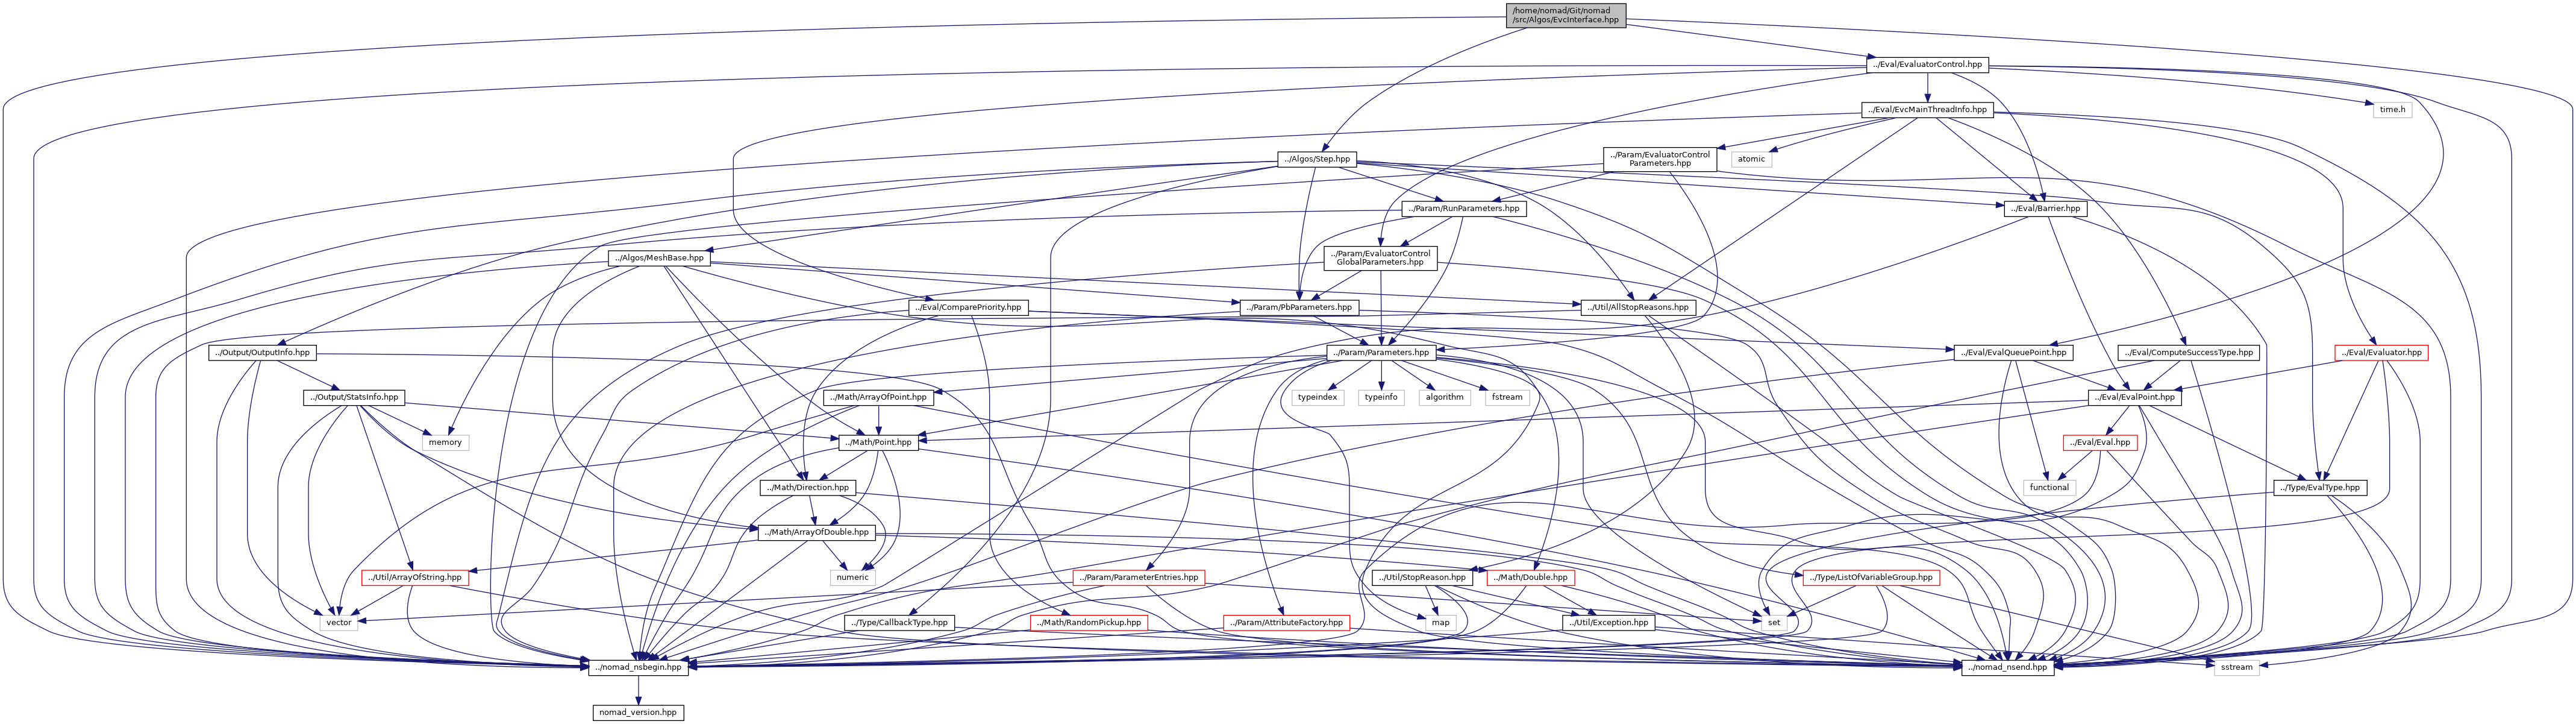 /home/nomad/Git/nomad
/src/Algos/EvcInterface.hpp
../Eval/EvaluatorControl.hpp
../Eval/EvcMainThreadInfo.hpp
time.h
../Algos/Step.hpp
../Param/EvaluatorControl
Parameters.hpp
atomic
../Param/RunParameters.hpp
../Eval/Barrier.hpp
../Algos/MeshBase.hpp
../Param/EvaluatorControl
GlobalParameters.hpp
../Eval/ComparePriority.hpp
../Param/PbParameters.hpp
../Util/AllStopReasons.hpp
../Output/OutputInfo.hpp
../Param/Parameters.hpp
../Eval/EvalQueuePoint.hpp
../Eval/ComputeSuccessType.hpp
../Eval/Evaluator.hpp
../Output/StatsInfo.hpp
../Math/ArrayOfPoint.hpp
typeindex
typeinfo
algorithm
fstream
../Eval/EvalPoint.hpp
memory
../Math/Point.hpp
../Eval/Eval.hpp
../Math/Direction.hpp
functional
../Type/EvalType.hpp
../Math/ArrayOfDouble.hpp
../Util/ArrayOfString.hpp
numeric
../Param/ParameterEntries.hpp
../Util/StopReason.hpp
../Math/Double.hpp
../Type/ListOfVariableGroup.hpp
vector
../Type/CallbackType.hpp
../Math/RandomPickup.hpp
../Param/AttributeFactory.hpp
map
../Util/Exception.hpp
set
../nomad_nsbegin.hpp
../nomad_nsend.hpp
sstream
nomad_version.hpp